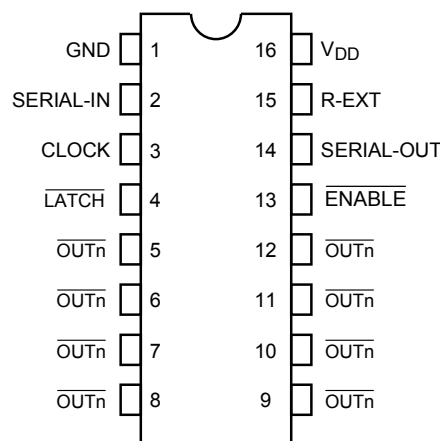 GND 1 16 VDD
SERIAL-IN 2 15 R-EXT
CLOCK 3 14 SERIAL-OUT
LATCH 4 13 ENABLE
OUTn 5 12 OUTn
OUTn 6 11 OUTn
OUTn 7 10 OUTn
OUTn 8 9 OUTn